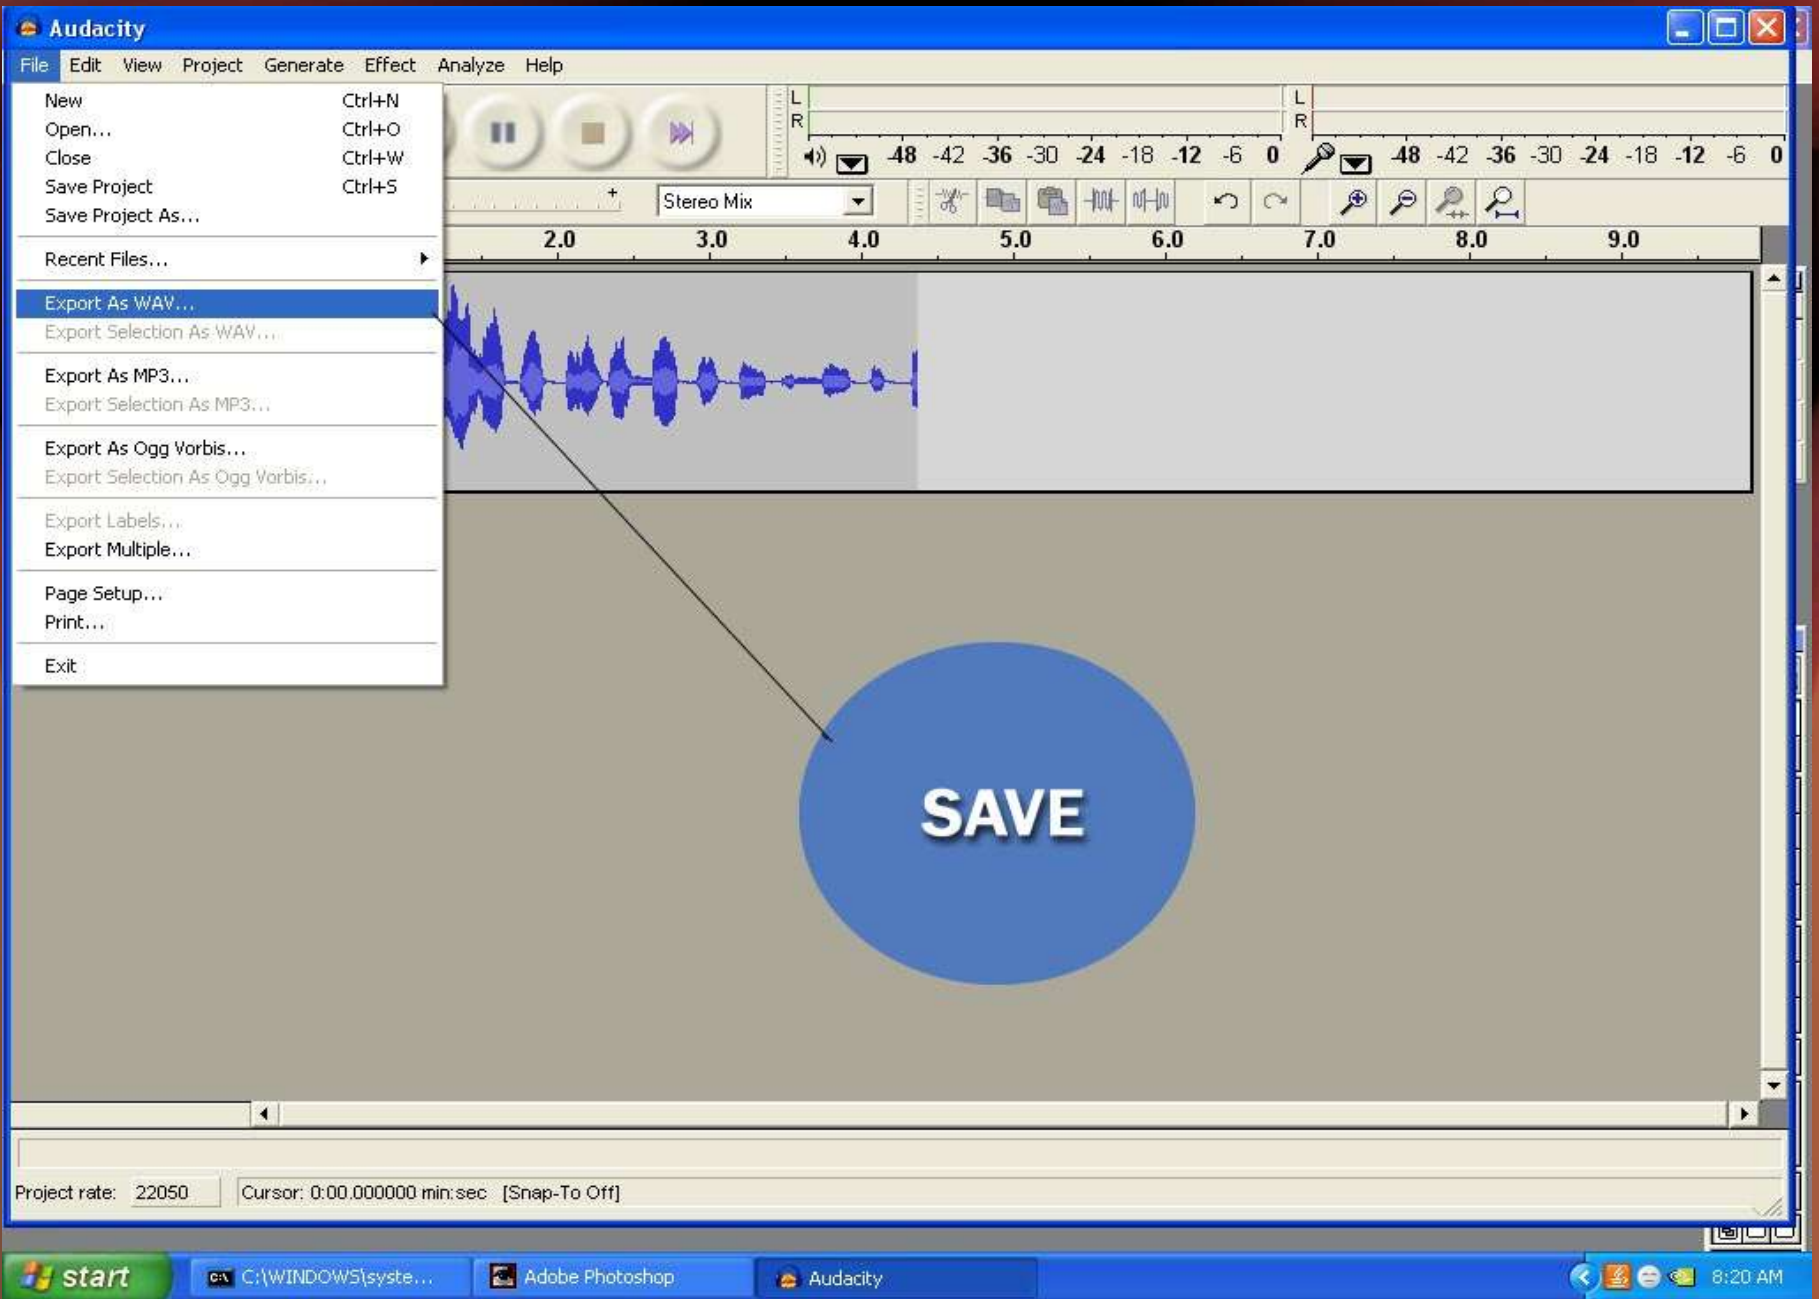 Audacity
File Edit View Project Generate Effect Analyze Help
New Ctrl+N
Open... Ctrl+O
Close Ctrl+W
Save Project Ctrl+S
Save Project As...
Recent Files...
Export As WAV...
Export Selection As WAV...
Export As MP3...
Export Selection As MP3...
Export As Ogg Vorbis...
Export Selection As Ogg Vorbis...
Export Labels...
Export Multiple...
Page Setup...
Print...
Exit
L
R
-48 -42 -36 -30 -24 -18 -12 -6 0
L
R
-48 -42 -36 -30 -24 -18 -12 -6 0
+
Stereo Mix
2.0 3.0 4.0 5.0 6.0 7.0 8.0 9.0
SAVE
Project rate: 22050 Cursor: 0:00.000000 min:sec [Snap-To Off]
start C:\WINDOWS\syste... Adobe Photoshop Audacity 8:20 AM